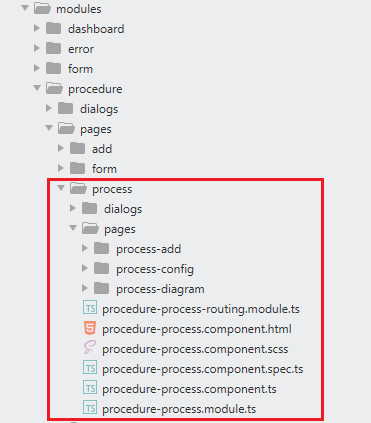 modules
dashboard
error
form
procedure
dialogs
pages
add
form
process
dialogs
pages
process-add
process-config
process-diagram
TS procedure-process-routing.module.ts
procedure-process.component.html
procedure-process.component.scss
TS procedure-process.component.spec.ts
TS procedure-process.component.ts
TS procedure-process.module.ts